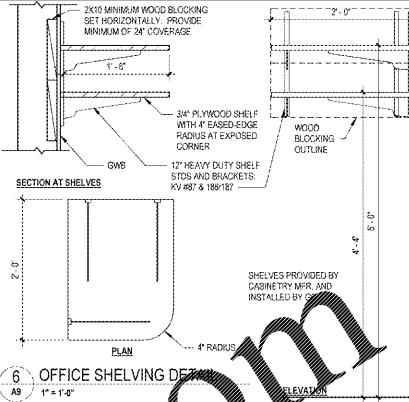 2X10 MINIMUM WOOD BLOCKING
SET HORIZONTALLY. PROVIDE
MINIMUM OF 24" COVERAGE
2' - 0"
1' - 6"
3/4" PLYWOOD SHELF
WITH 4" EASED-EDGE
RADIUS AT EXPOSED
CORNER
WOOD
BLOCKING
OUTLINE
GWB
12" HEAVY DUTY SHELF
STDS AND BRACKETS:
KV #87 & 186/187
SECTION AT SHELVES
2' - 0"
4' - 4"
5' - 0"
SHELVES PROVIDED BY
CABINETRY MFR. AND
INSTALLED BY
4" RADIUS
PLAN
6
A9
OFFICE SHELVING DETAIL
1" = 1'-0"
ELEVATION
om